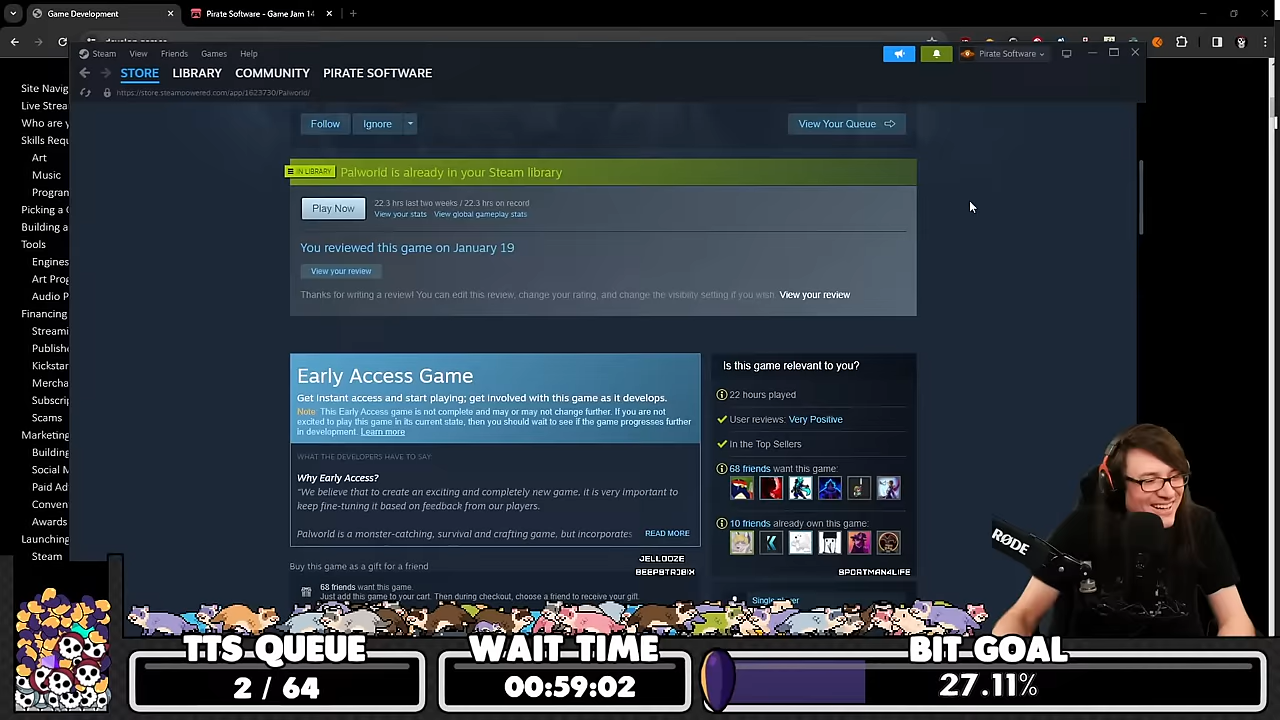 Game Development
Pirate Software - Game Jam 14
Steam View Friends Games Help
Pirate Software
STORE LIBRARY COMMUNITY PIRATE SOFTWARE
https://store.steampowered.com/app/1623730/Palworld/
Site Navig
Live Strea
Who are y
Skills Requ
Art
Music
Progran
Picking a G
Building a
Tools
Engines
Art Prog
Audio P
Financing
Streami
Publishe
Kickstar
Mercha
Subscrip
Scams
Marketing
Building
Social M
Paid Ad
Conven
Awards
Launching
Steam
Follow Ignore View Your Queue
IN LIBRARY Palworld is already in your Steam library
Play Now
22.3 hrs last two weeks / 22.3 hrs on record
View your stats View global gameplay stats
You reviewed this game on January 19
View your review
Thanks for writing a review! You can edit this review, change your rating, and change the visibility setting if you wish. View your review
Early Access Game
Get instant access and start playing; get involved with this game as it develops.
Note: This Early Access game is not complete and may or may not change further. If you are not
excited to play this game in its current state, then you should wait to see if the game progresses further
in development. Learn more
WHAT THE DEVELOPERS HAVE TO SAY:
Why Early Access?
"We believe that to create an exciting and completely new game, it is very important to
keep fine-tuning it based on feedback from our players.
Palworld is a monster-catching, survival and crafting game, but incorporates
READ MORE
Is this game relevant to you?
22 hours played
User reviews: Very Positive
In the Top Sellers
68 friends want this game:
10 friends already own this game:
Buy this game as a gift for a friend
68 friends want this game.
Just add this game to your cart. Then during checkout, choose a friend to receive your gift.
Single-player
JELLOOZE
BEEPSTR3BIX
SPORTMAN4LIFE
RØDE
TTS QUEUE
2 / 64
WAIT TIME
00:59:02
BIT GOAL
27.11%